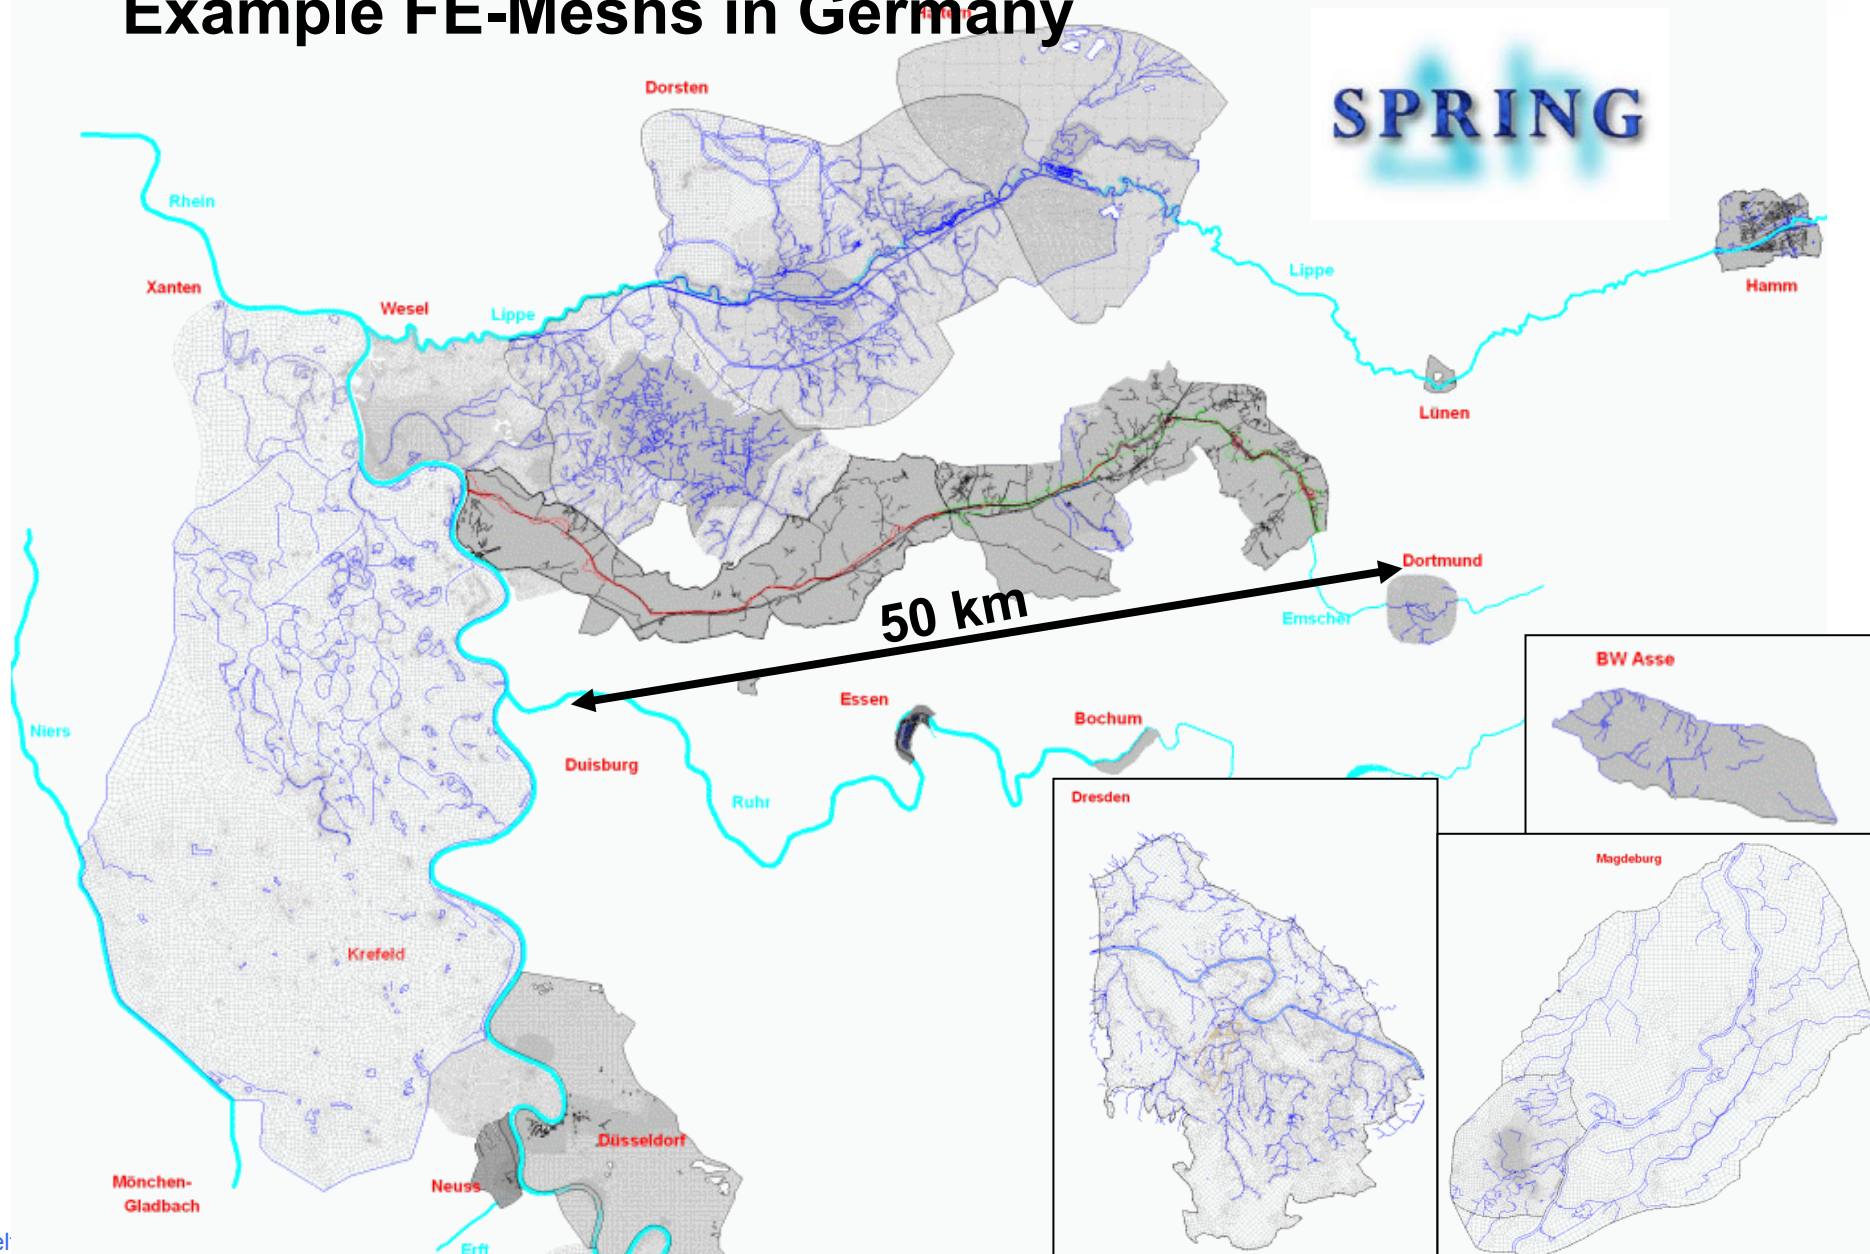 Example FE-Meshs in Germany
Haltern
Dorsten
SPRING
Rhein
Xanten
Wesel
Lippe
Lippe
Hamm
Lünen
Dortmund
50 km
Emscher
BW Asse
Essen
Bochum
Niers
Duisburg
Ruhr
Dresden
Magdeburg
Krefeld
Düsseldorf
Mönchen-
Gladbach
Neuss
Erft